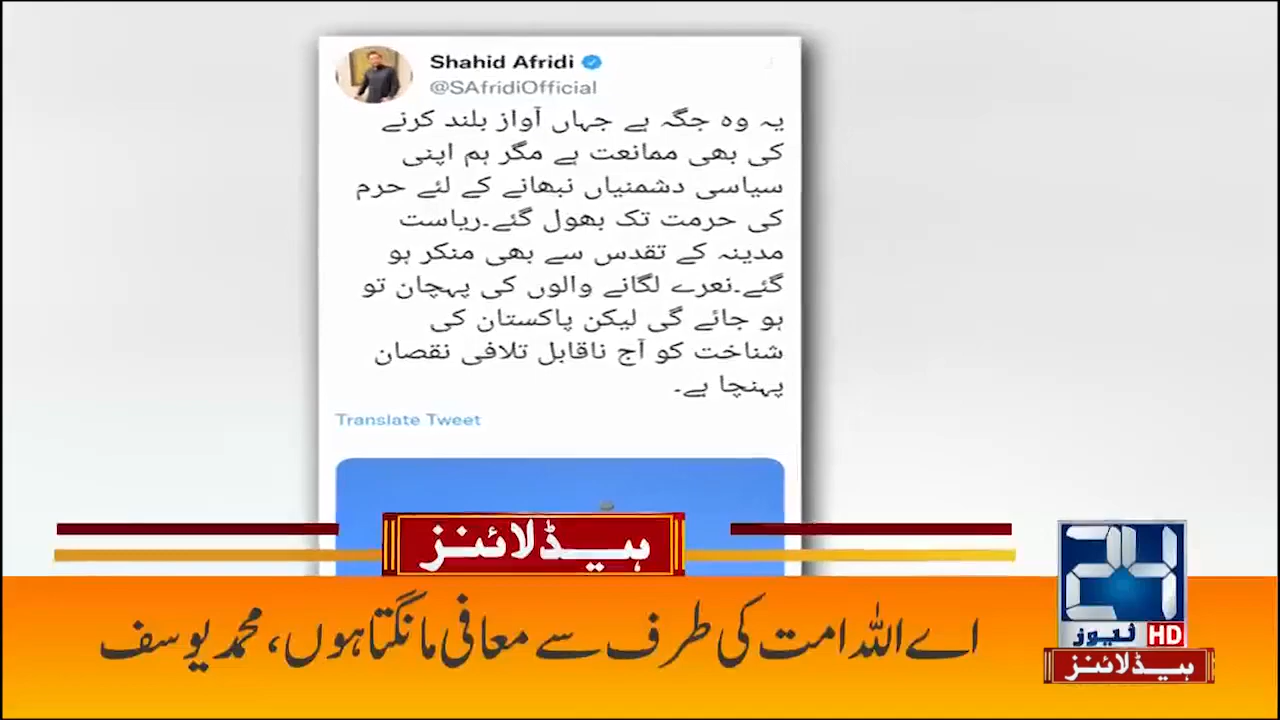 Shahid Afridi
@SAfridiOfficial
یہ وہ جگہ ہے جہاں آواز بلند کرنے
کی بھی ممانعت ہے مگر ہم اپنی
سیاسی دشمنیاں نبھانے کے لئے حرم
کی حرمت تک بھول گئے۔ریاست
مدینہ کے تقدس سے بھی منکر ہو
گئے۔نعرے لگانے والوں کی پہچان تو
ہو جائے گی لیکن پاکستان کی
شناخت کو آج ناقابل تلافی نقصان
پہنچا ہے۔
Translate Tweet
ہیڈلائنز
اے اللہ امت کی طرف سے معافی مانگتا ہوں، محمد یوسف
24
نیوز HD
ہیڈلائنز